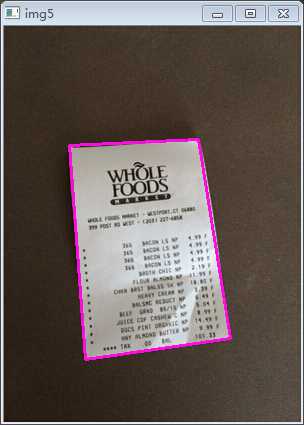 img5
WHOLE
FOODS
MARKET
WHOLE FOODS MARKET - WESTPORT,CT 06880
399 POST RD WEST - (203) 227-6858
365 BACON LS NP 4.99 F
365 BACON LS NP 4.99 F
365 BACON LS NP 4.99 F
365 BACON LS NP 4.99 F
BROTH CHIC NP 2.19 F
FLOUR ALMOND NP 11.99 F
CHKN BRST BNLSS SK NP 18.80 F
HEAVY CREAM NP
BALSMC REDUCT NP 6.49 F
BEEF GRND 85/15 NP 5.04 F
JUICE COF CASHEW C NP 8.99 F
DOCS PINT ORGANIC NP 14.49 F
HNY ALMOND BUTTER NP 9.99 F
**** TAX .00 BAL 101.33